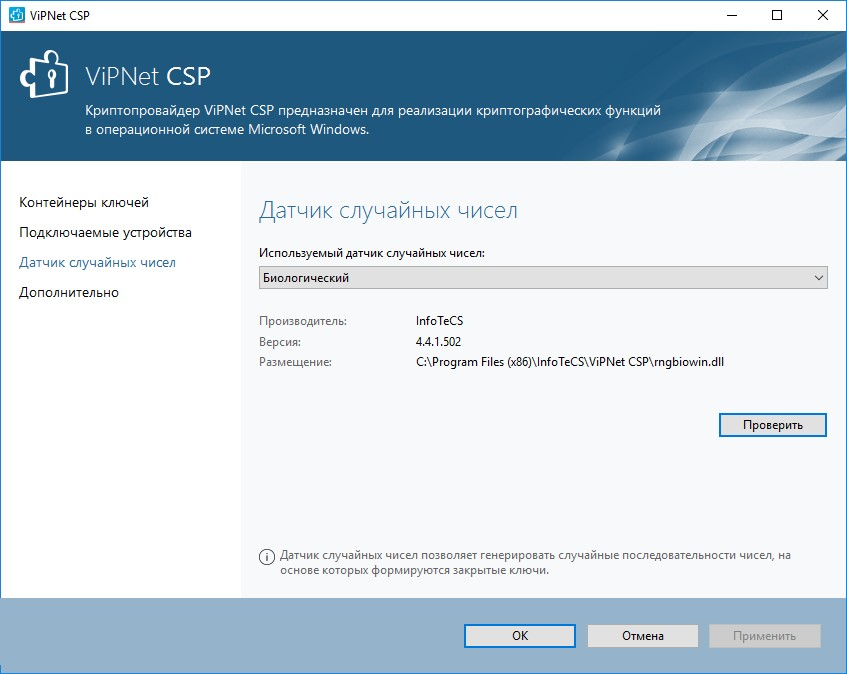 ViPNet CSP
ViPNet CSP
Криптопровайдер ViPNet CSP предназначен для реализации криптографических функций
в операционной системе Microsoft Windows.
Контейнеры ключей
Подключаемые устройства
Датчик случайных чисел
Дополнительно
Датчик случайных чисел
Используемый датчик случайных чисел:
Биологический
Производитель: InfoTeCS
Версия: 4.4.1.502
Размещение: C:\Program Files (x86)\InfoTeCS\ViPNet CSP\rngbiowin.dll
Проверить
Датчик случайных чисел позволяет генерировать случайные последовательности чисел, на
основе которых формируются закрытые ключи.
ОК Отмена Применить